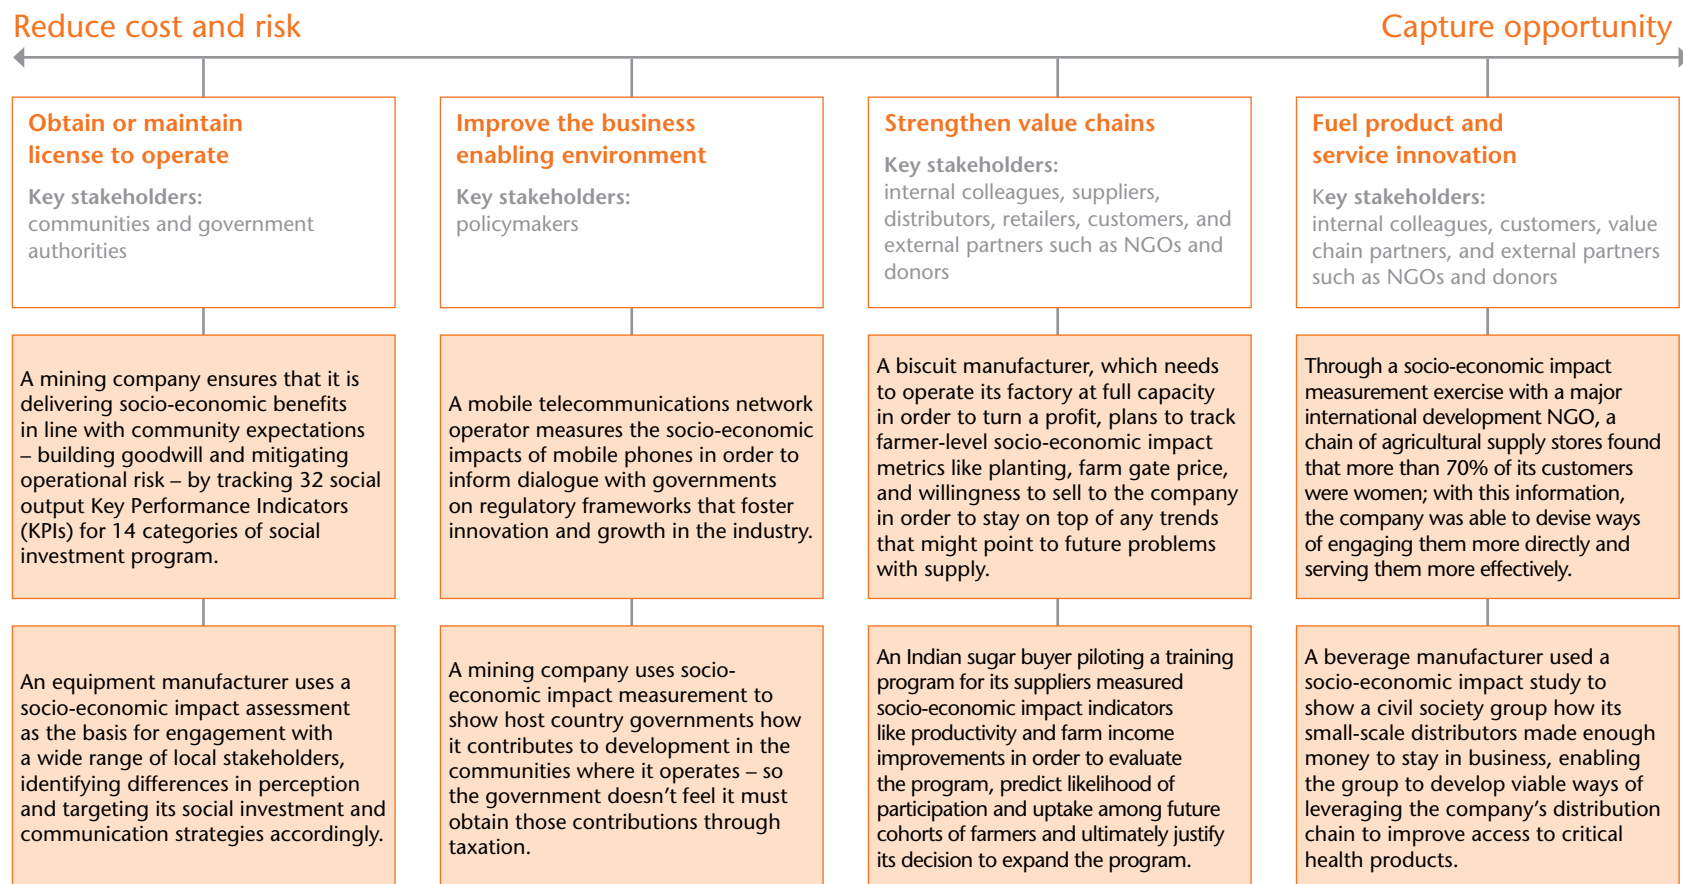 Reduce cost and risk
Capture opportunity
Obtain or maintain
license to operate
Key stakeholders:
communities and government
authorities
Improve the business
enabling environment
Key stakeholders:
policymakers
Strengthen value chains
Key stakeholders:
internal colleagues, suppliers,
distributors, retailers, customers, and
external partners such as NGOs and
donors
Fuel product and
service innovation
Key stakeholders:
internal colleagues, customers, value
chain partners, and external partners
such as NGOs and donors
A mining company ensures that it is
delivering socio-economic benefits
in line with community expectations
– building goodwill and mitigating
operational risk – by tracking 32 social
output Key Performance Indicators
(KPIs) for 14 categories of social
investment program.
A mobile telecommunications network
operator measures the socio-economic
impacts of mobile phones in order to
inform dialogue with governments
on regulatory frameworks that foster
innovation and growth in the industry.
A biscuit manufacturer, which needs
to operate its factory at full capacity
in order to turn a profit, plans to track
farmer-level socio-economic impact
metrics like planting, farm gate price,
and willingness to sell to the company
in order to stay on top of any trends
that might point to future problems
with supply.
Through a socio-economic impact
measurement exercise with a major
international development NGO, a
chain of agricultural supply stores found
that more than 70% of its customers
were women; with this information,
the company was able to devise ways
of engaging them more directly and
serving them more effectively.
An equipment manufacturer uses a
socio-economic impact assessment
as the basis for engagement with
a wide range of local stakeholders,
identifying differences in perception
and targeting its social investment and
communication strategies accordingly.
A mining company uses socio-
economic impact measurement to
show host country governments how
it contributes to development in the
communities where it operates – so
the government doesn’t feel it must
obtain those contributions through
taxation.
An Indian sugar buyer piloting a training
program for its suppliers measured
socio-economic impact indicators
like productivity and farm income
improvements in order to evaluate
the program, predict likelihood of
participation and uptake among future
cohorts of farmers and ultimately justify
its decision to expand the program.
A beverage manufacturer used a
socio-economic impact study to
show a civil society group how its
small-scale distributors made enough
money to stay in business, enabling
the group to develop viable ways of
leveraging the company’s distribution
chain to improve access to critical
health products.